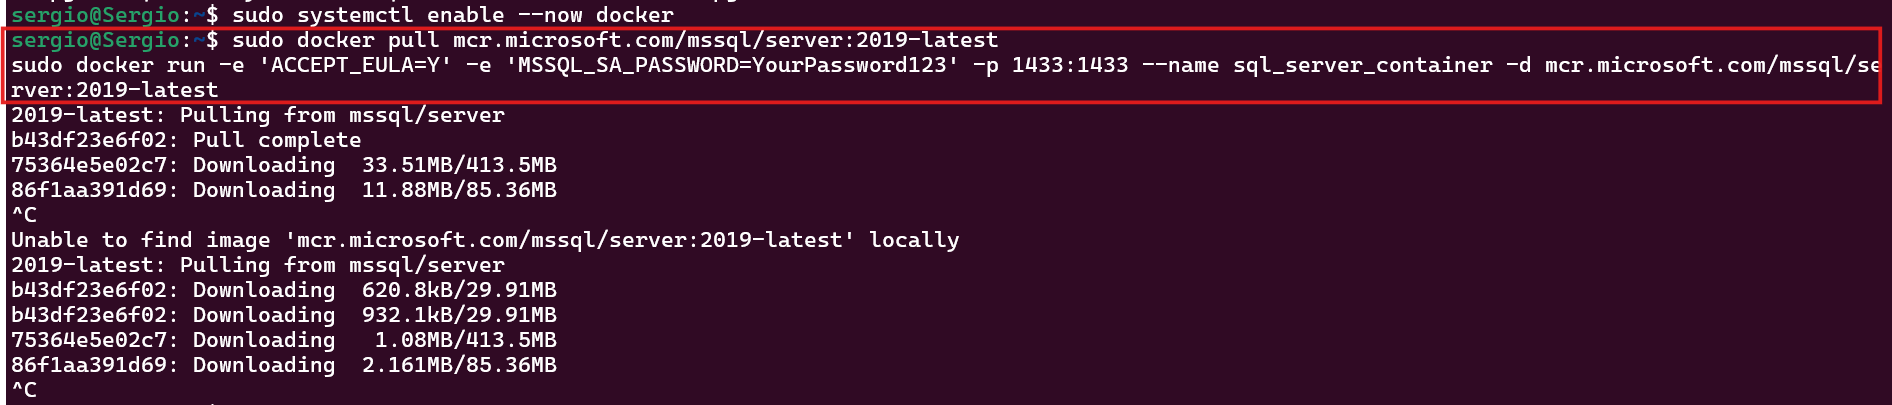 sergio@Sergio:~$ sudo systemctl enable --now docker
sergio@Sergio:~$ sudo docker pull mcr.microsoft.com/mssql/server:2019-latest
sudo docker run -e 'ACCEPT_EULA=Y' -e 'MSSQL_SA_PASSWORD=YourPassword123' -p 1433:1433 --name sql_server_container -d mcr.microsoft.com/mssql/se
rver:2019-latest
2019-latest: Pulling from mssql/server
b43df23e6f02: Pull complete
75364e5e02c7: Downloading  33.51MB/413.5MB
86f1aa391d69: Downloading  11.88MB/85.36MB
^C
Unable to find image 'mcr.microsoft.com/mssql/server:2019-latest' locally
2019-latest: Pulling from mssql/server
b43df23e6f02: Downloading  620.8kB/29.91MB
b43df23e6f02: Downloading  932.1kB/29.91MB
75364e5e02c7: Downloading   1.08MB/413.5MB
86f1aa391d69: Downloading  2.161MB/85.36MB
^C